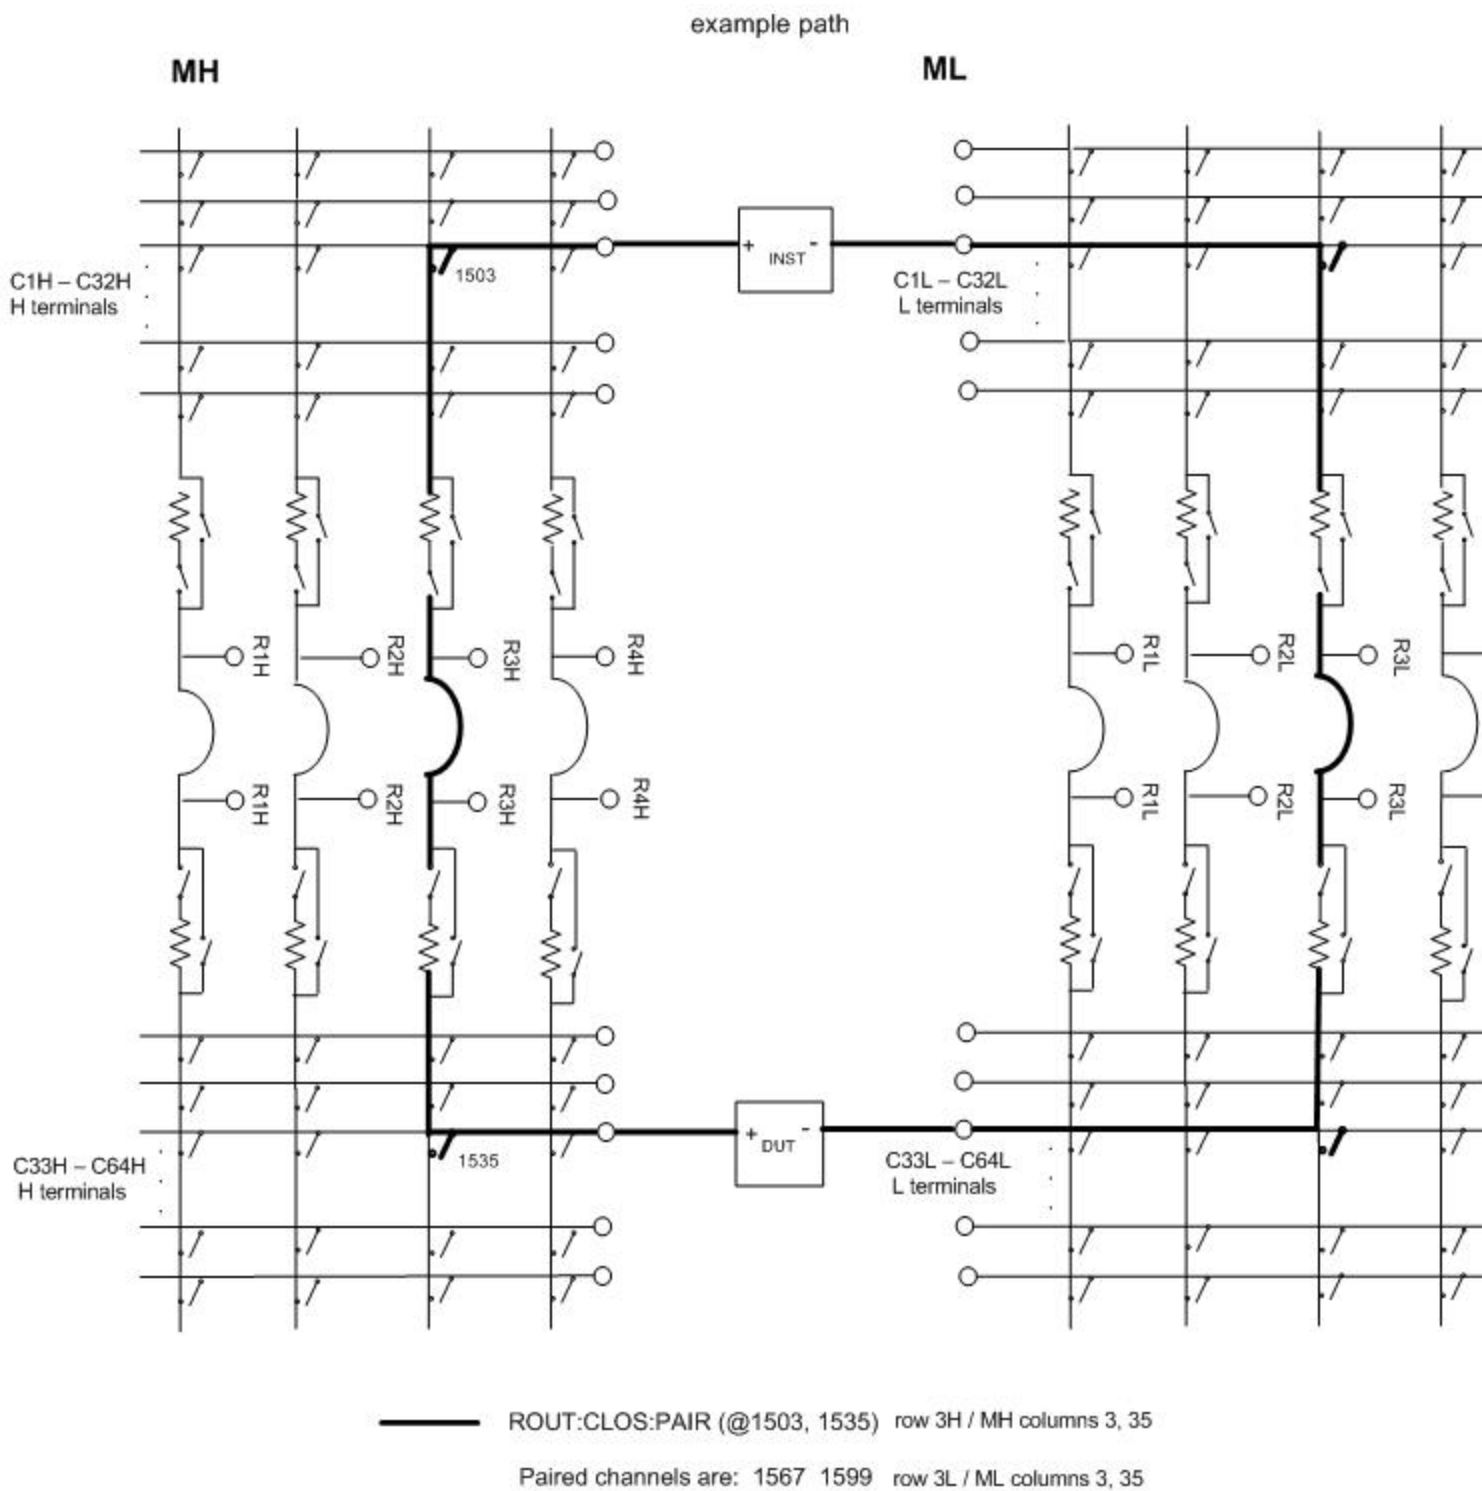 example path
MH
ML
+ -
INST
1503
C1H – C32H
H terminals
C1L – C32L
L terminals
R1H
R2H
R3H
R4H
R1L
R2L
R3L
R1H
R2H
R3H
R4H
R1L
R2L
R3L
+ -
DUT
1535
C33H – C64H
H terminals
C33L – C64L
L terminals
ROUT:CLOS:PAIR (@1503, 1535) row 3H / MH columns 3, 35
Paired channels are: 1567 1599 row 3L / ML columns 3, 35